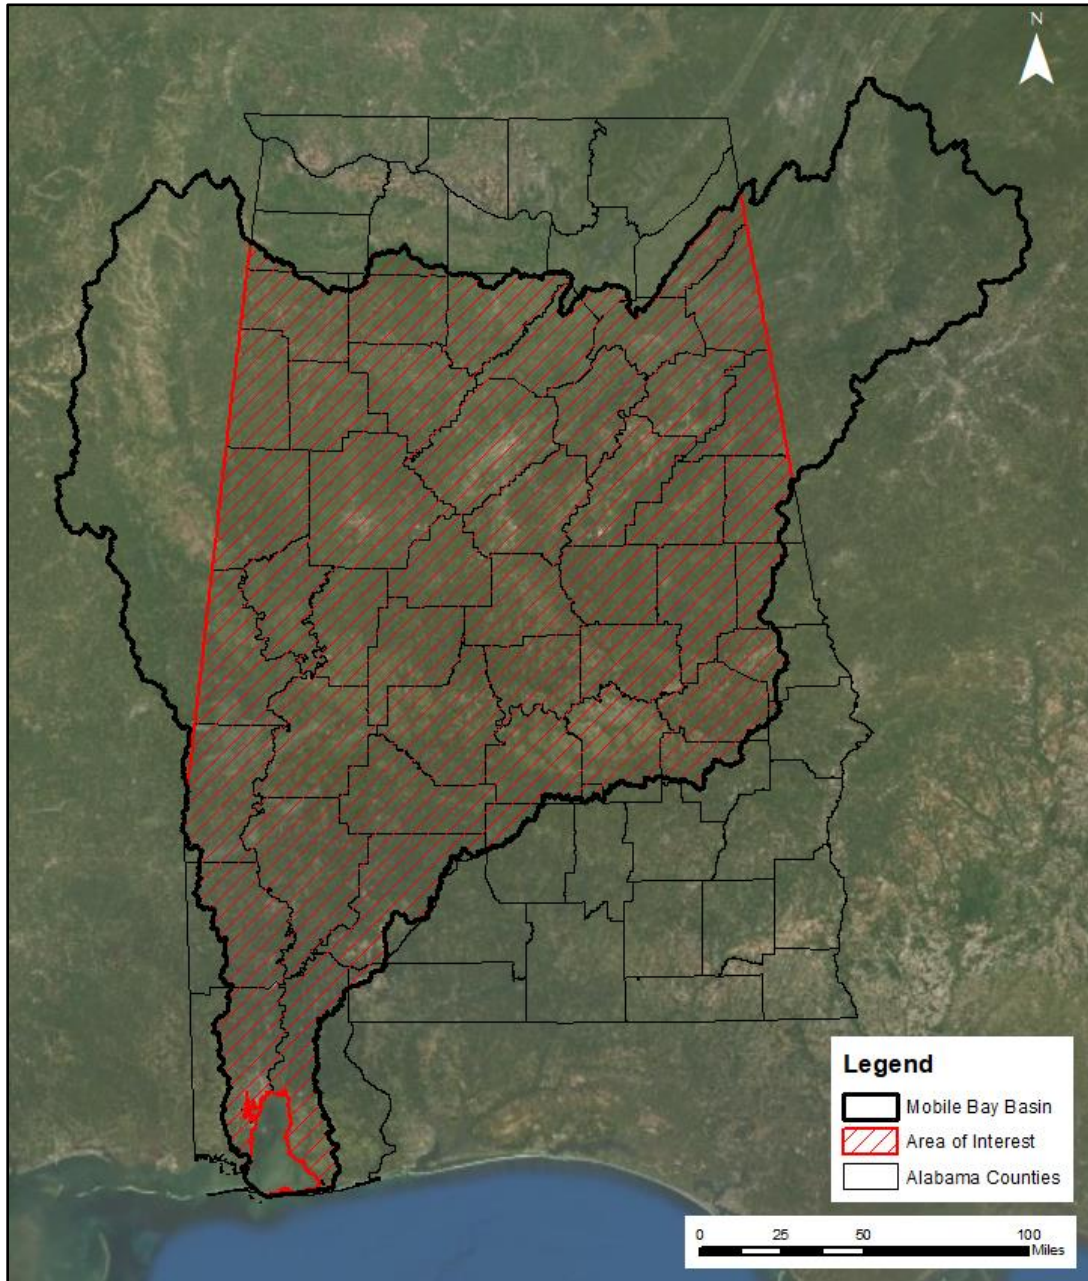 N
Legend
Mobile Bay Basin
Area of Interest
Alabama Counties
0 25 50 100
Miles